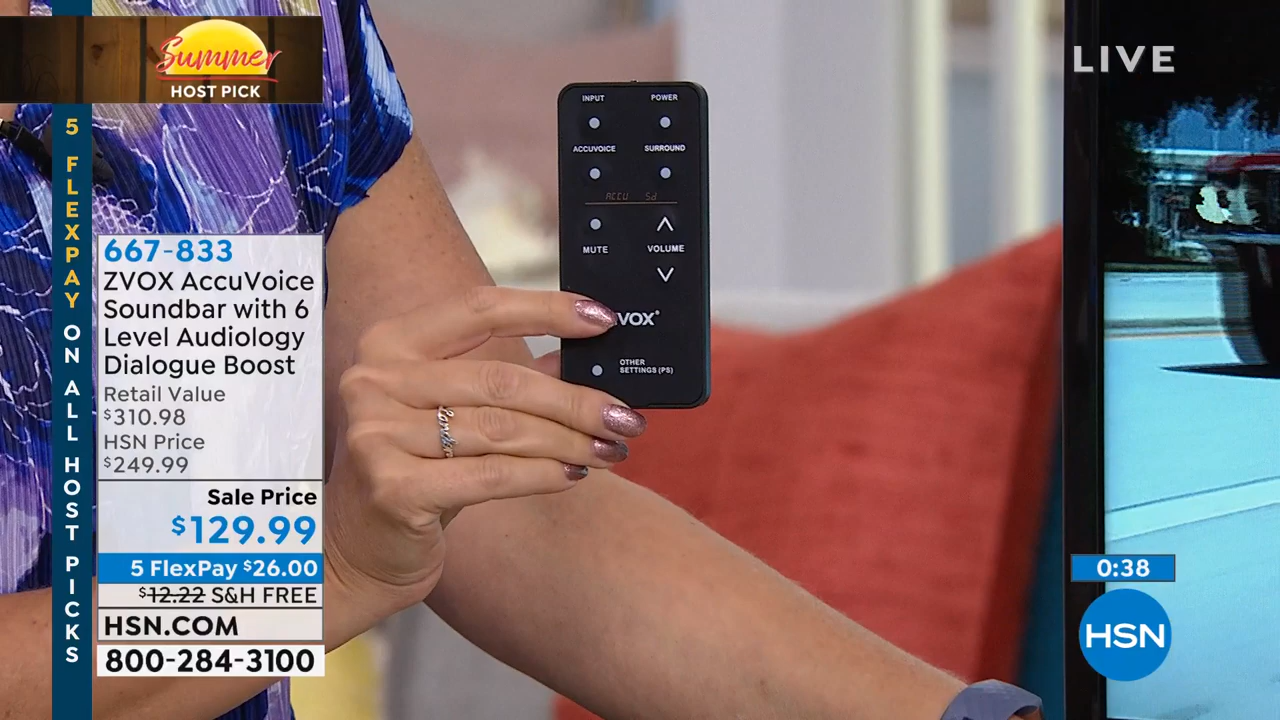 Summer
HOST PICK
LIVE
5 FLEXPAY ON ALL HOST PICKS
667-833
ZVOX AccuVoice
Soundbar with 6
Level Audiology
Dialogue Boost
Retail Value
$310.98
HSN Price
$249.99
Sale Price
$129.99
5 FlexPay $26.00
$12.22 S&H FREE
HSN.COM
800-284-3100
INPUT POWER
ACCUVOICE SURROUND
ACCU Sd
MUTE VOLUME
VOX
OTHER
SETTINGS (PS)
0:38
HSN